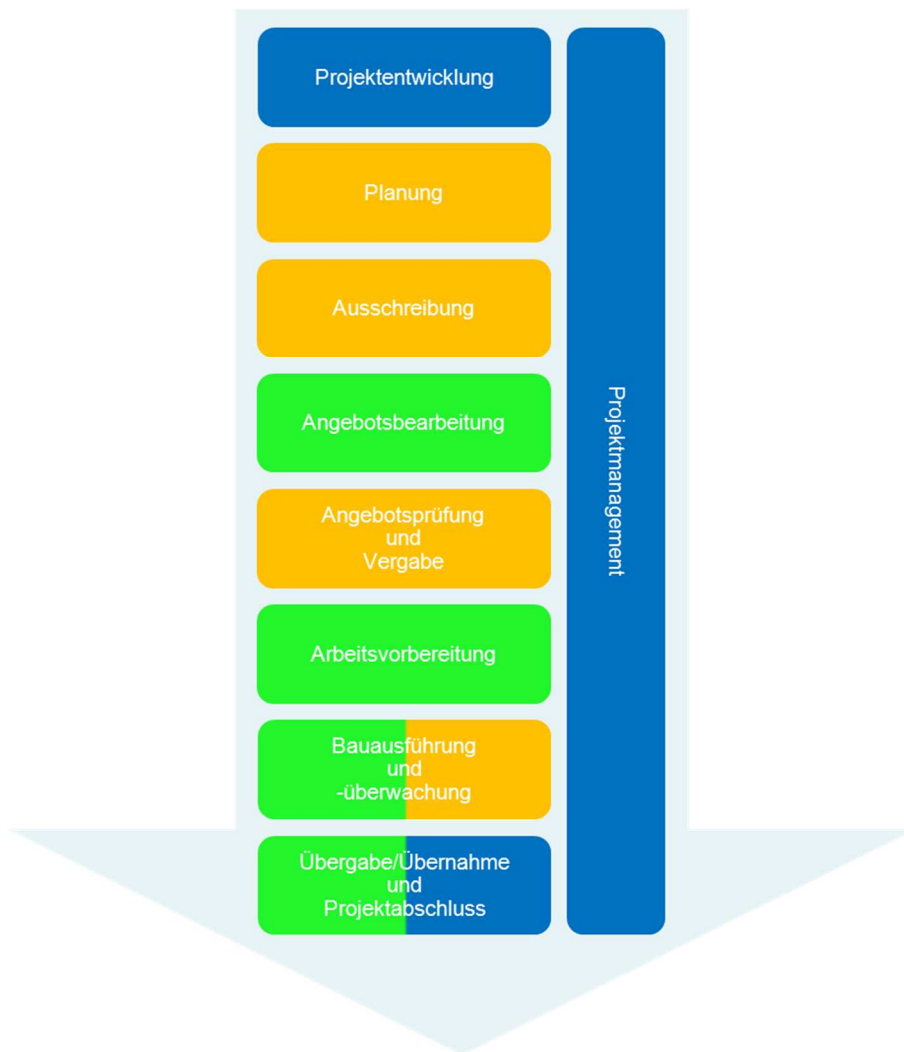 Projektentwicklung
Planung
Ausschreibung
Angebotsbearbeitung
Angebotsprüfung
und
Vergabe
Arbeitsvorbereitung
Bauausführung
und
-überwachung
Übergabe/Übernahme
und
Projektabschluss
Projektmanagement